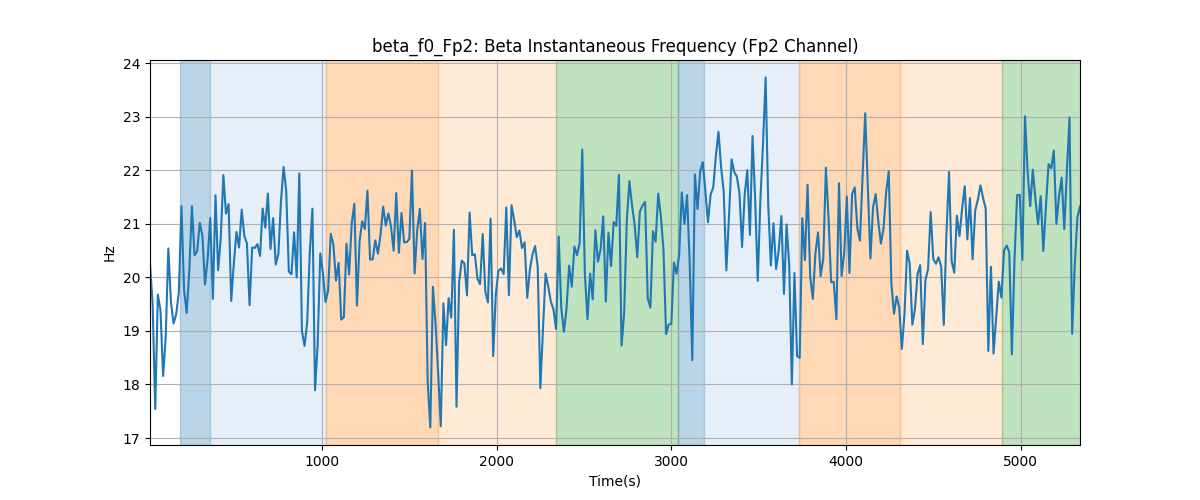 beta_f0_Fp2: Beta Instantaneous Frequency (Fp2 Channel)
24
23
22
21
20
19
18
17
Hz
1000 2000 3000 4000 5000
Time(s)